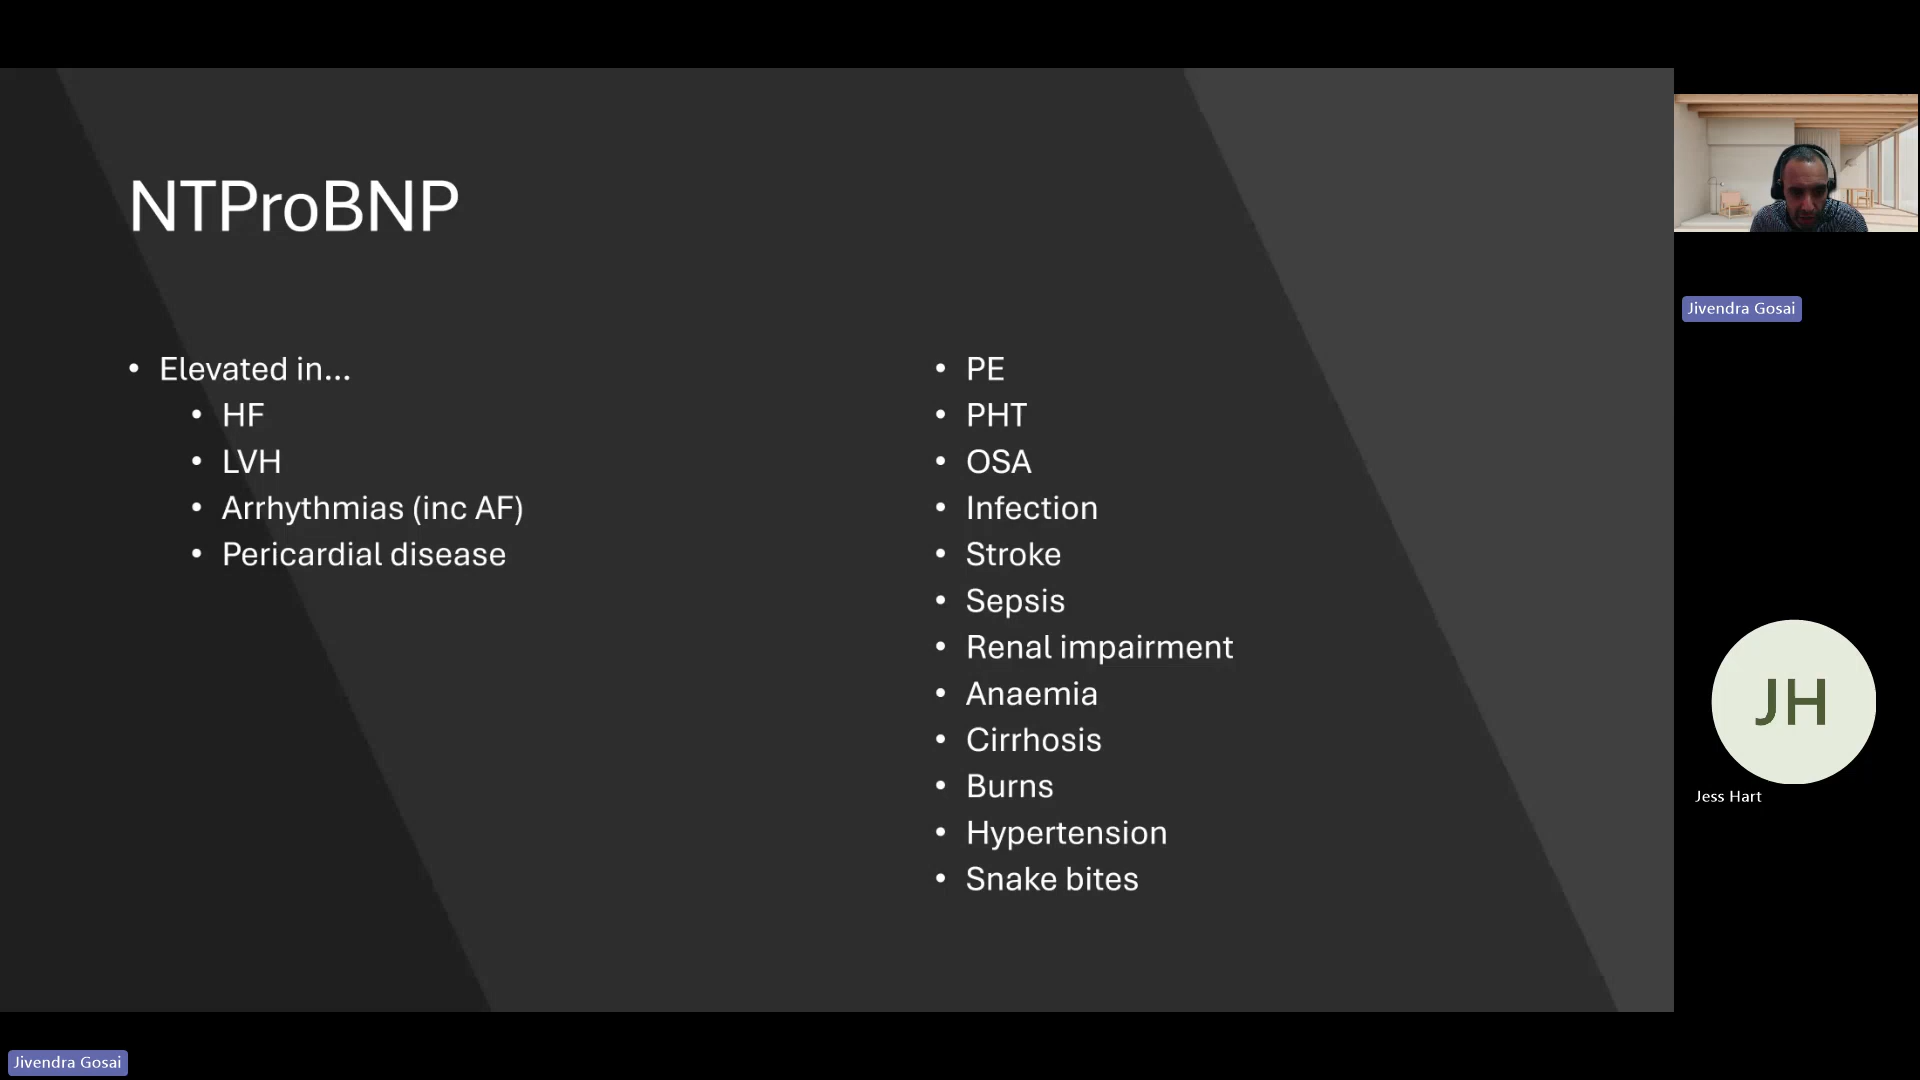 NTProBNP
• Elevated in...
• HF
• LVH
• Arrhythmias (inc AF)
• Pericardial disease
• PE
• PHT
• OSA
• Infection
• Stroke
• Sepsis
• Renal impairment
• Anaemia
• Cirrhosis
• Burns
• Hypertension
• Snake bites
Jivendra Gosai
JH
Jess Hart
Jivendra Gosai